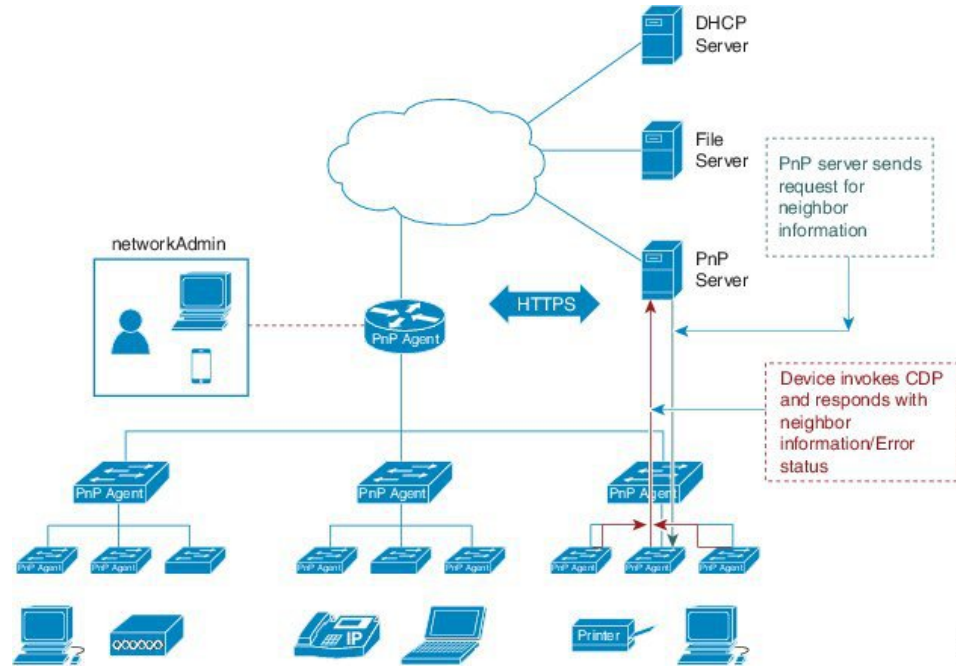 DHCP
Server
File
Server
PnP server sends
request for
neighbor
information
networkAdmin
PnP
Server
HTTPS
PnP Agent
Device invokes CDP
and responds with
neighbor
information/Error
status
PnP Agent
PnP Agent
PnP Agent
PnP Agent
PnP Agent
PnP Agent
PnP Agent
PnP Agent
PnP Agent
PnP Agent
IP
Printer